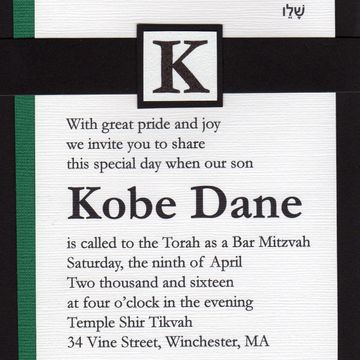 שָׁלֵו
K
With great pride and joy
we invite you to share
this special day when our son
Kobe Dane
is called to the Torah as a Bar Mitzvah
Saturday, the ninth of April
Two thousand and sixteen
at four o'clock in the evening
Temple Shir Tikvah
34 Vine Street, Winchester, MA